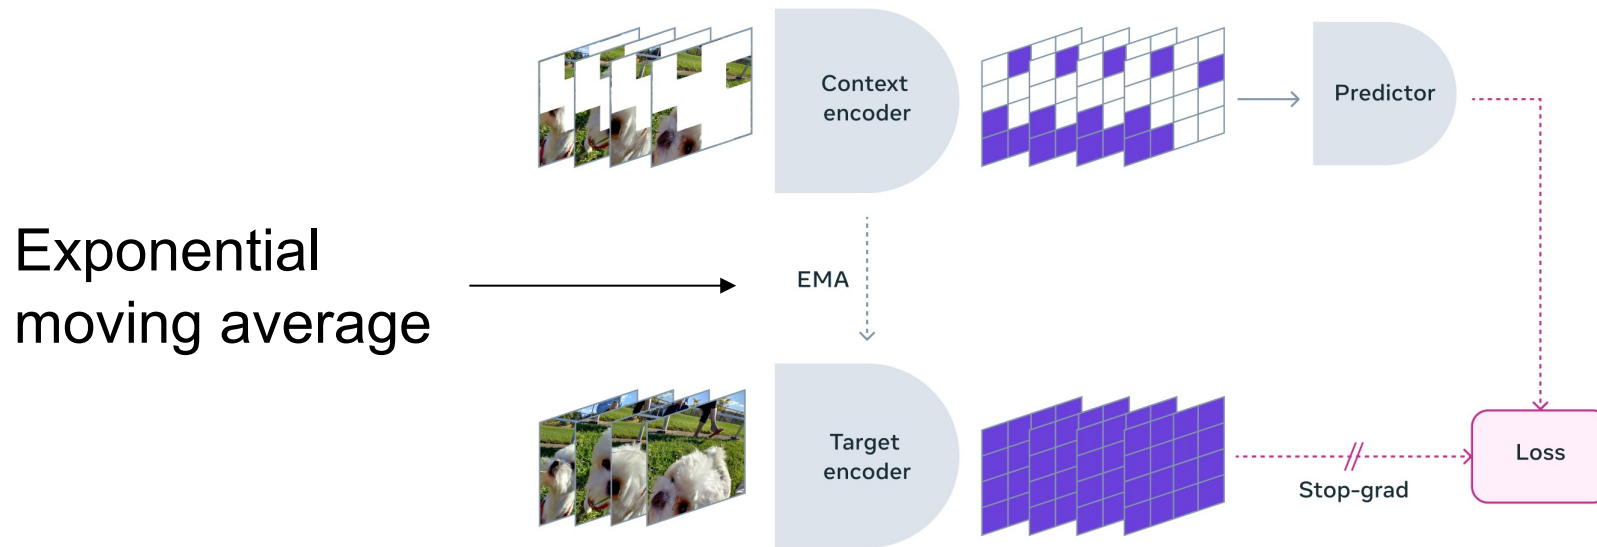 Context
encoder
Predictor
Exponential
moving average
EMA
Target
encoder
Stop-grad
Loss